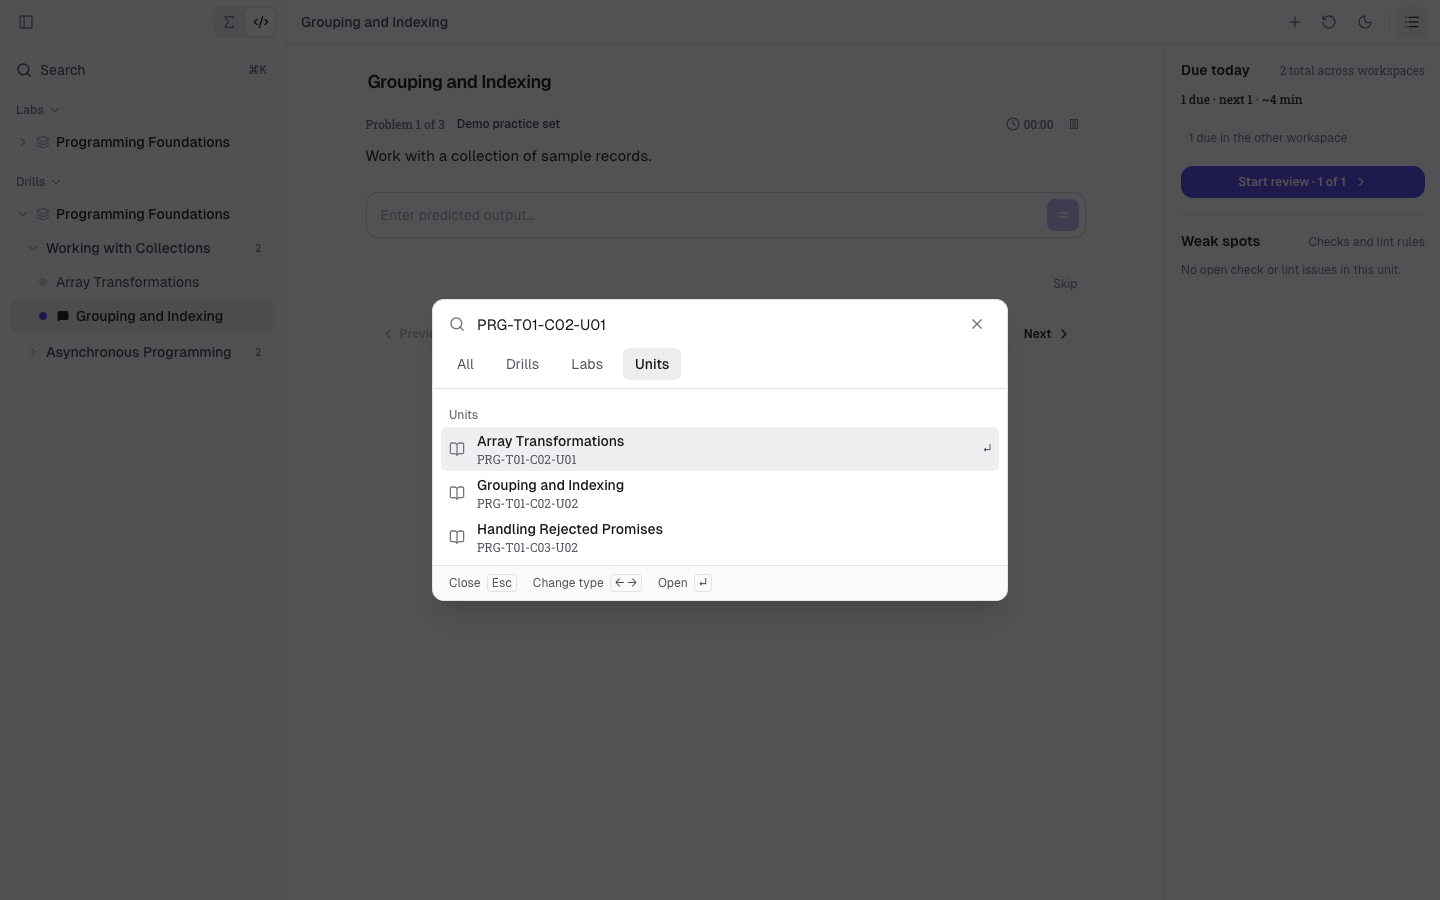 Grouping and Indexing
Search ⌘K
Labs
Programming Foundations
Drills
Programming Foundations
Working with Collections 2
Array Transformations
Grouping and Indexing
Asynchronous Programming 2
Grouping and Indexing
Problem 1 of 3 Demo practice set 00:00
Work with a collection of sample records.
Enter predicted output...
Skip
Next
PRG-T01-C02-U01
All Drills Labs Units
Units
Array Transformations
PRG-T01-C02-U01
Grouping and Indexing
PRG-T01-C02-U02
Handling Rejected Promises
PRG-T01-C03-U02
Close Esc Change type ← → Open ↵
Due today 2 total across workspaces
1 due · next 1 · ~4 min
1 due in the other workspace
Start review · 1 of 1
Weak spots Checks and lint rules
No open check or lint issues in this unit.